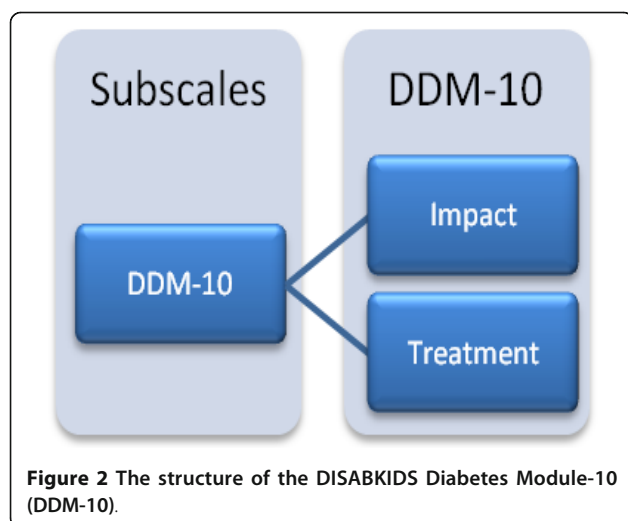 Subscales
DDM-10
DDM-10
Impact
Treatment
Figure 2 The structure of the DISABKIDS Diabetes Module-10
(DDM-10).